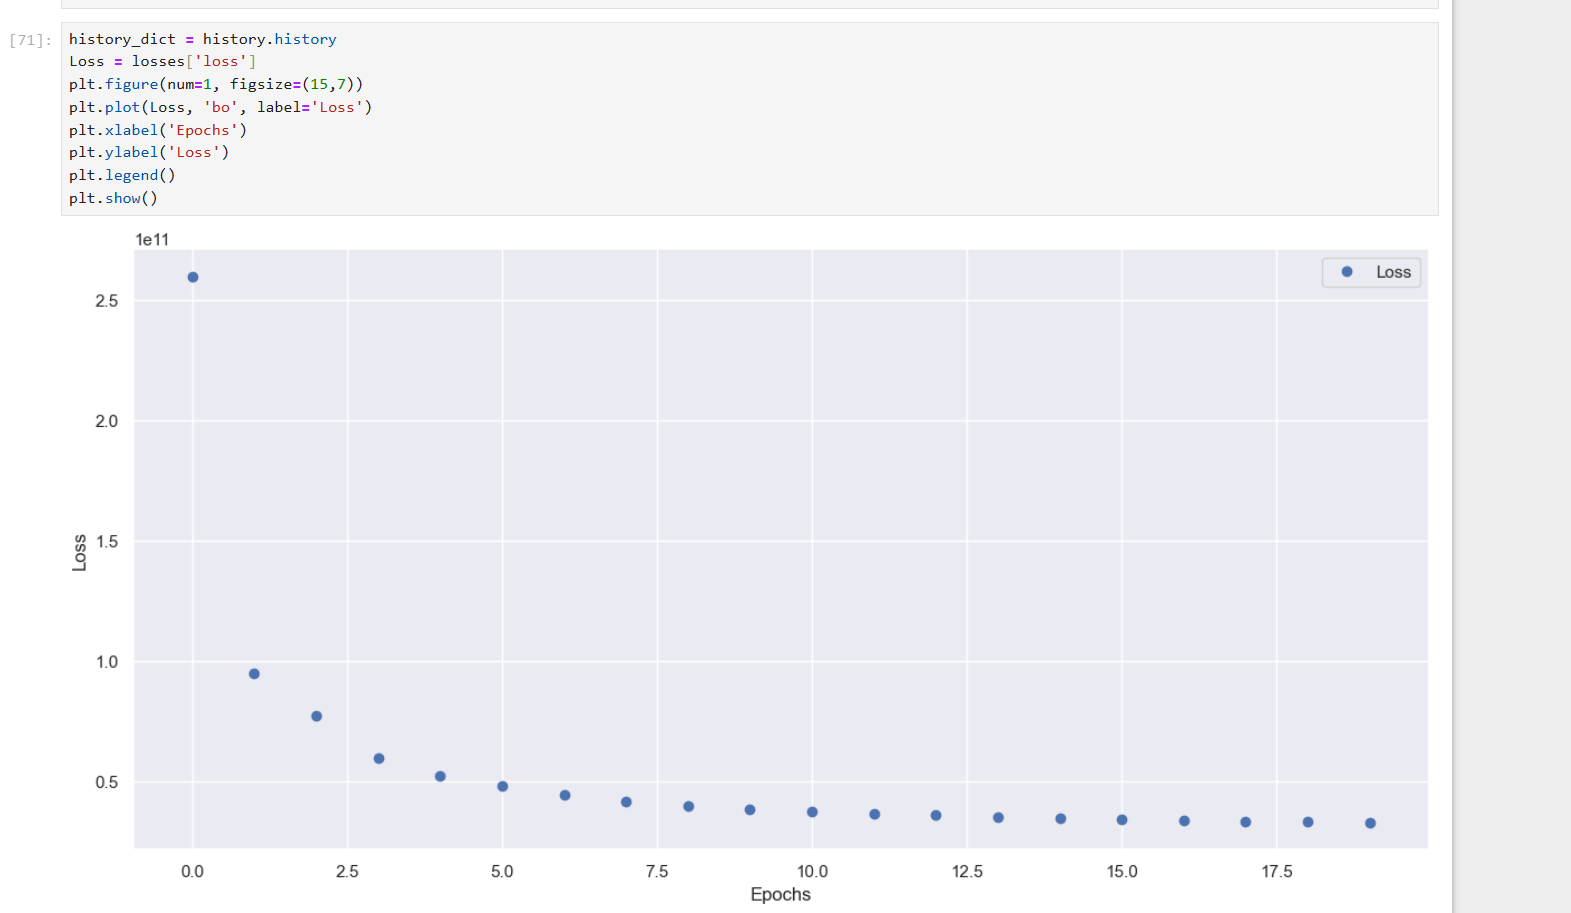 [71]:
history_dict = history.history
Loss = losses['loss']
plt.figure(num=1, figsize=(15,7))
plt.plot(Loss, 'bo', label='Loss')
plt.xlabel('Epochs')
plt.ylabel('Loss')
plt.legend()
plt.show()
1e11
Loss
2.5
2.0
1.5
1.0
0.5
Loss
0.0 2.5 5.0 7.5 10.0 12.5 15.0 17.5
Epochs